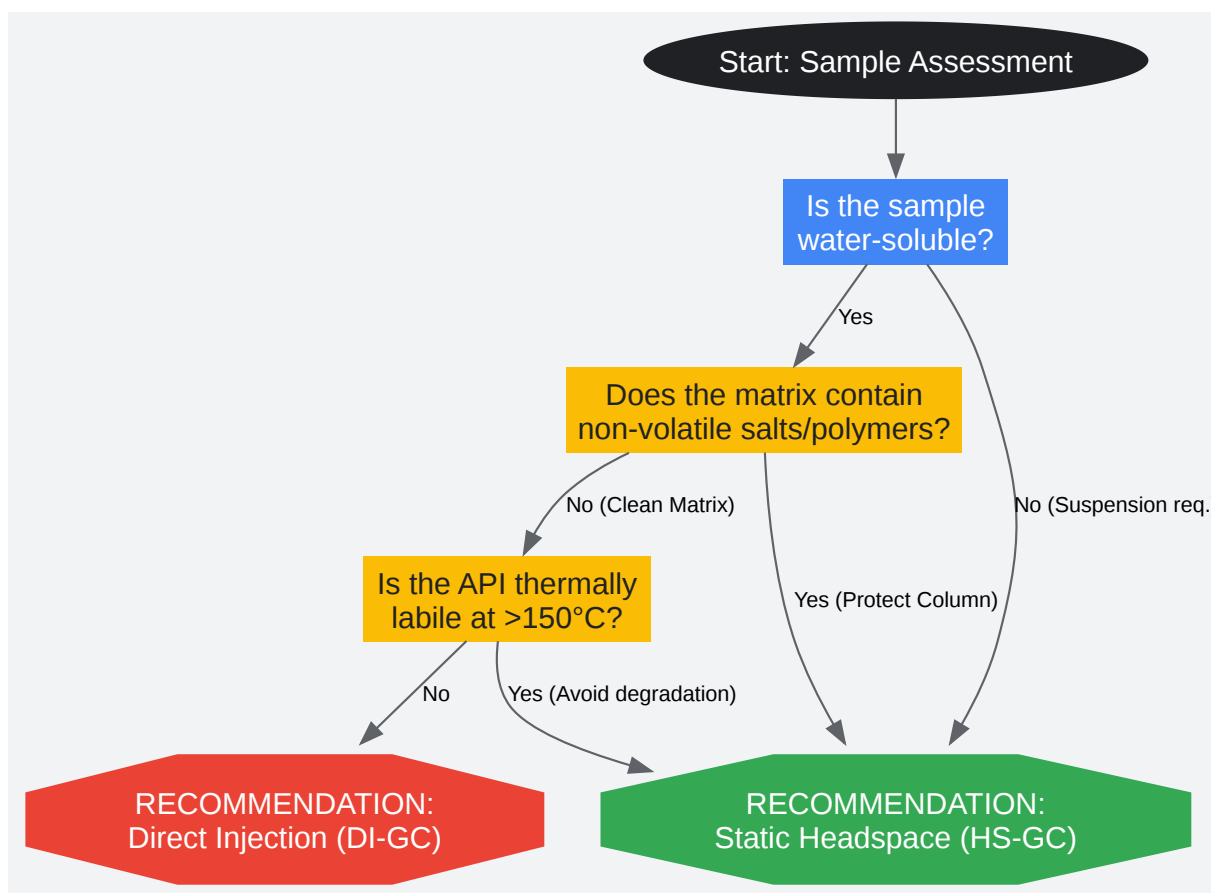 Start: Sample Assessment
Is the sample
water-soluble?
Yes
Does the matrix contain
non-volatile salts/polymers?
No (Clean Matrix)
No (Suspension req.
Is the API thermally
labile at >150°C?
Yes (Protect Column)
No
Yes (Avoid degradation)
RECOMMENDATION:
Direct Injection (DI-GC)
RECOMMENDATION:
Static Headspace (HS-GC)